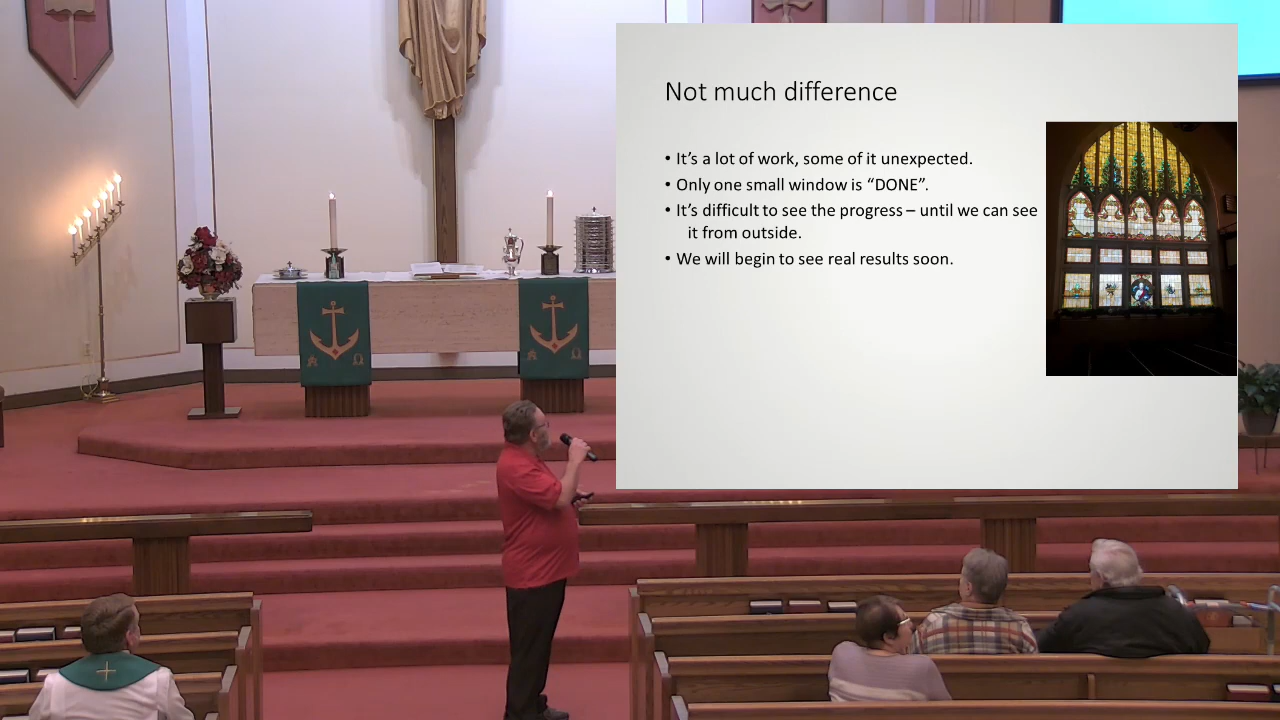 Not much difference
• It's a lot of work, some of it unexpected.
• Only one small window is “DONE”.
• It's difficult to see the progress – until we can see
it from outside.
• We will begin to see real results soon.
Α Ω
Α Ω